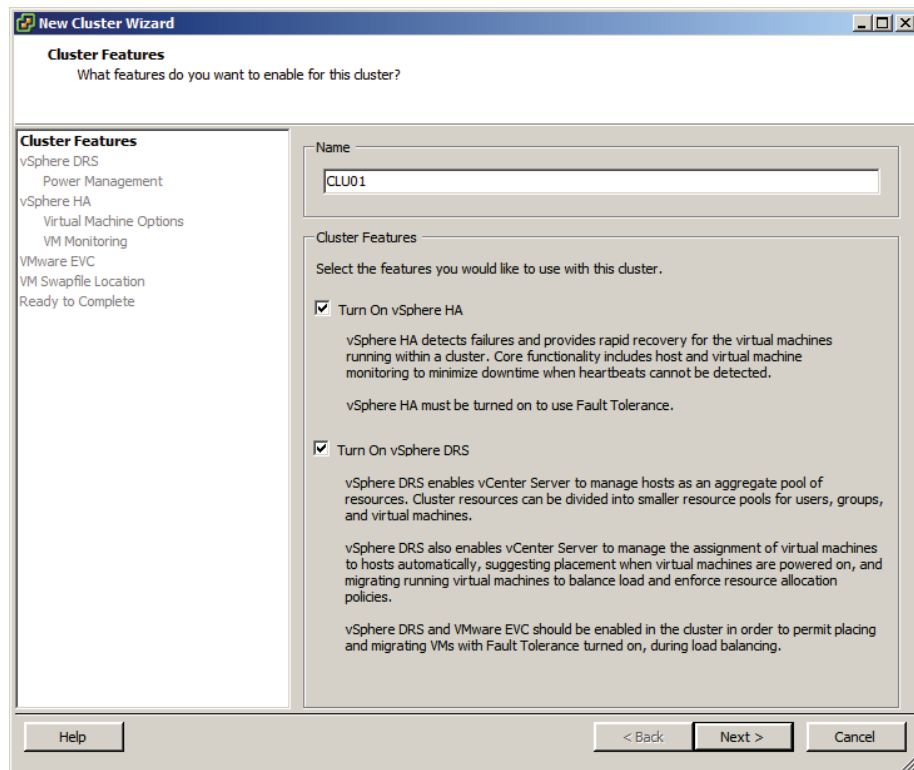 New Cluster Wizard
Cluster Features
What features do you want to enable for this cluster?
Cluster Features
vSphere DRS
Power Management
vSphere HA
Virtual Machine Options
VM Monitoring
VMware EVC
VM Swapfile Location
Ready to Complete
Name
CLU01
Cluster Features
Select the features you would like to use with this cluster.
Turn On vSphere HA
vSphere HA detects failures and provides rapid recovery for the virtual machines
running within a cluster. Core functionality includes host and virtual machine
monitoring to minimize downtime when heartbeats cannot be detected.
vSphere HA must be turned on to use Fault Tolerance.
Turn On vSphere DRS
vSphere DRS enables vCenter Server to manage hosts as an aggregate pool of
resources. Cluster resources can be divided into smaller resource pools for users, groups,
and virtual machines.
vSphere DRS also enables vCenter Server to manage the assignment of virtual machines
to hosts automatically, suggesting placement when virtual machines are powered on, and
migrating running virtual machines to balance load and enforce resource allocation
policies.
vSphere DRS and VMware EVC should be enabled in the cluster in order to permit placing
and migrating VMs with Fault Tolerance turned on, during load balancing.
Help
< Back
Next >
Cancel